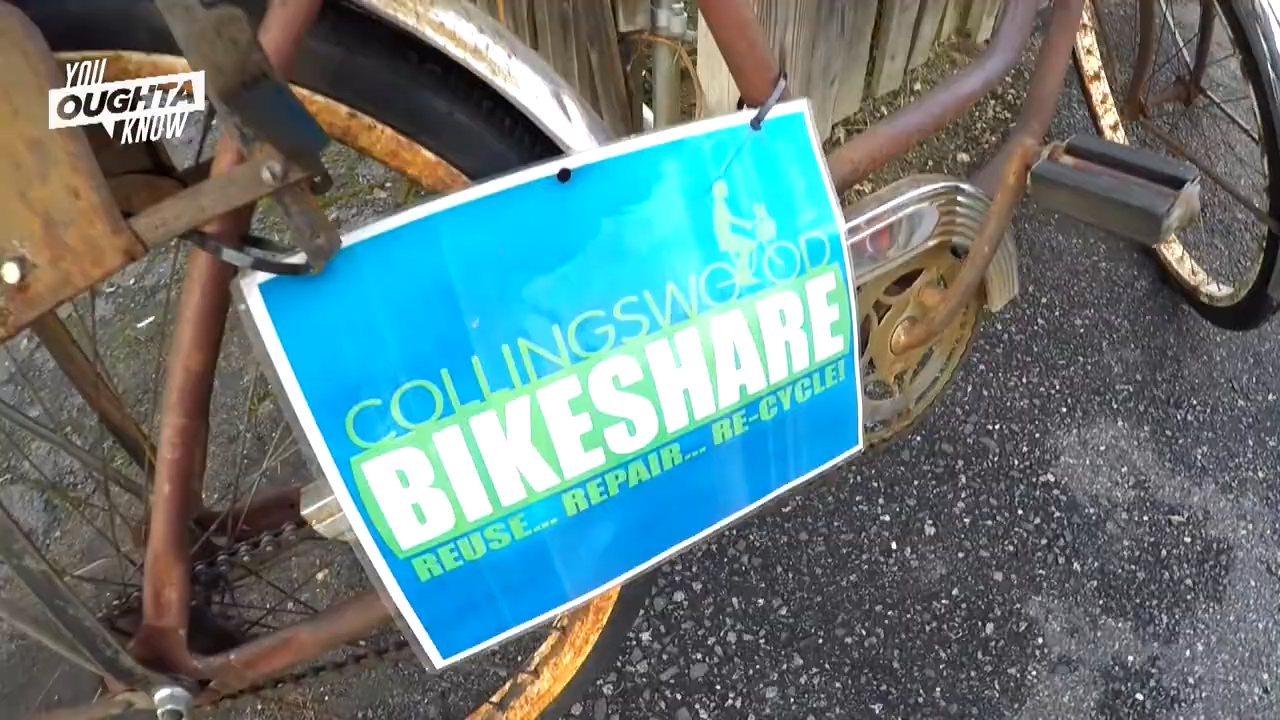 YOU
OUGHTA
KNOW
COLLINGSWOOD
BIKESHARE
REUSE... REPAIR... RE-CYCLE!